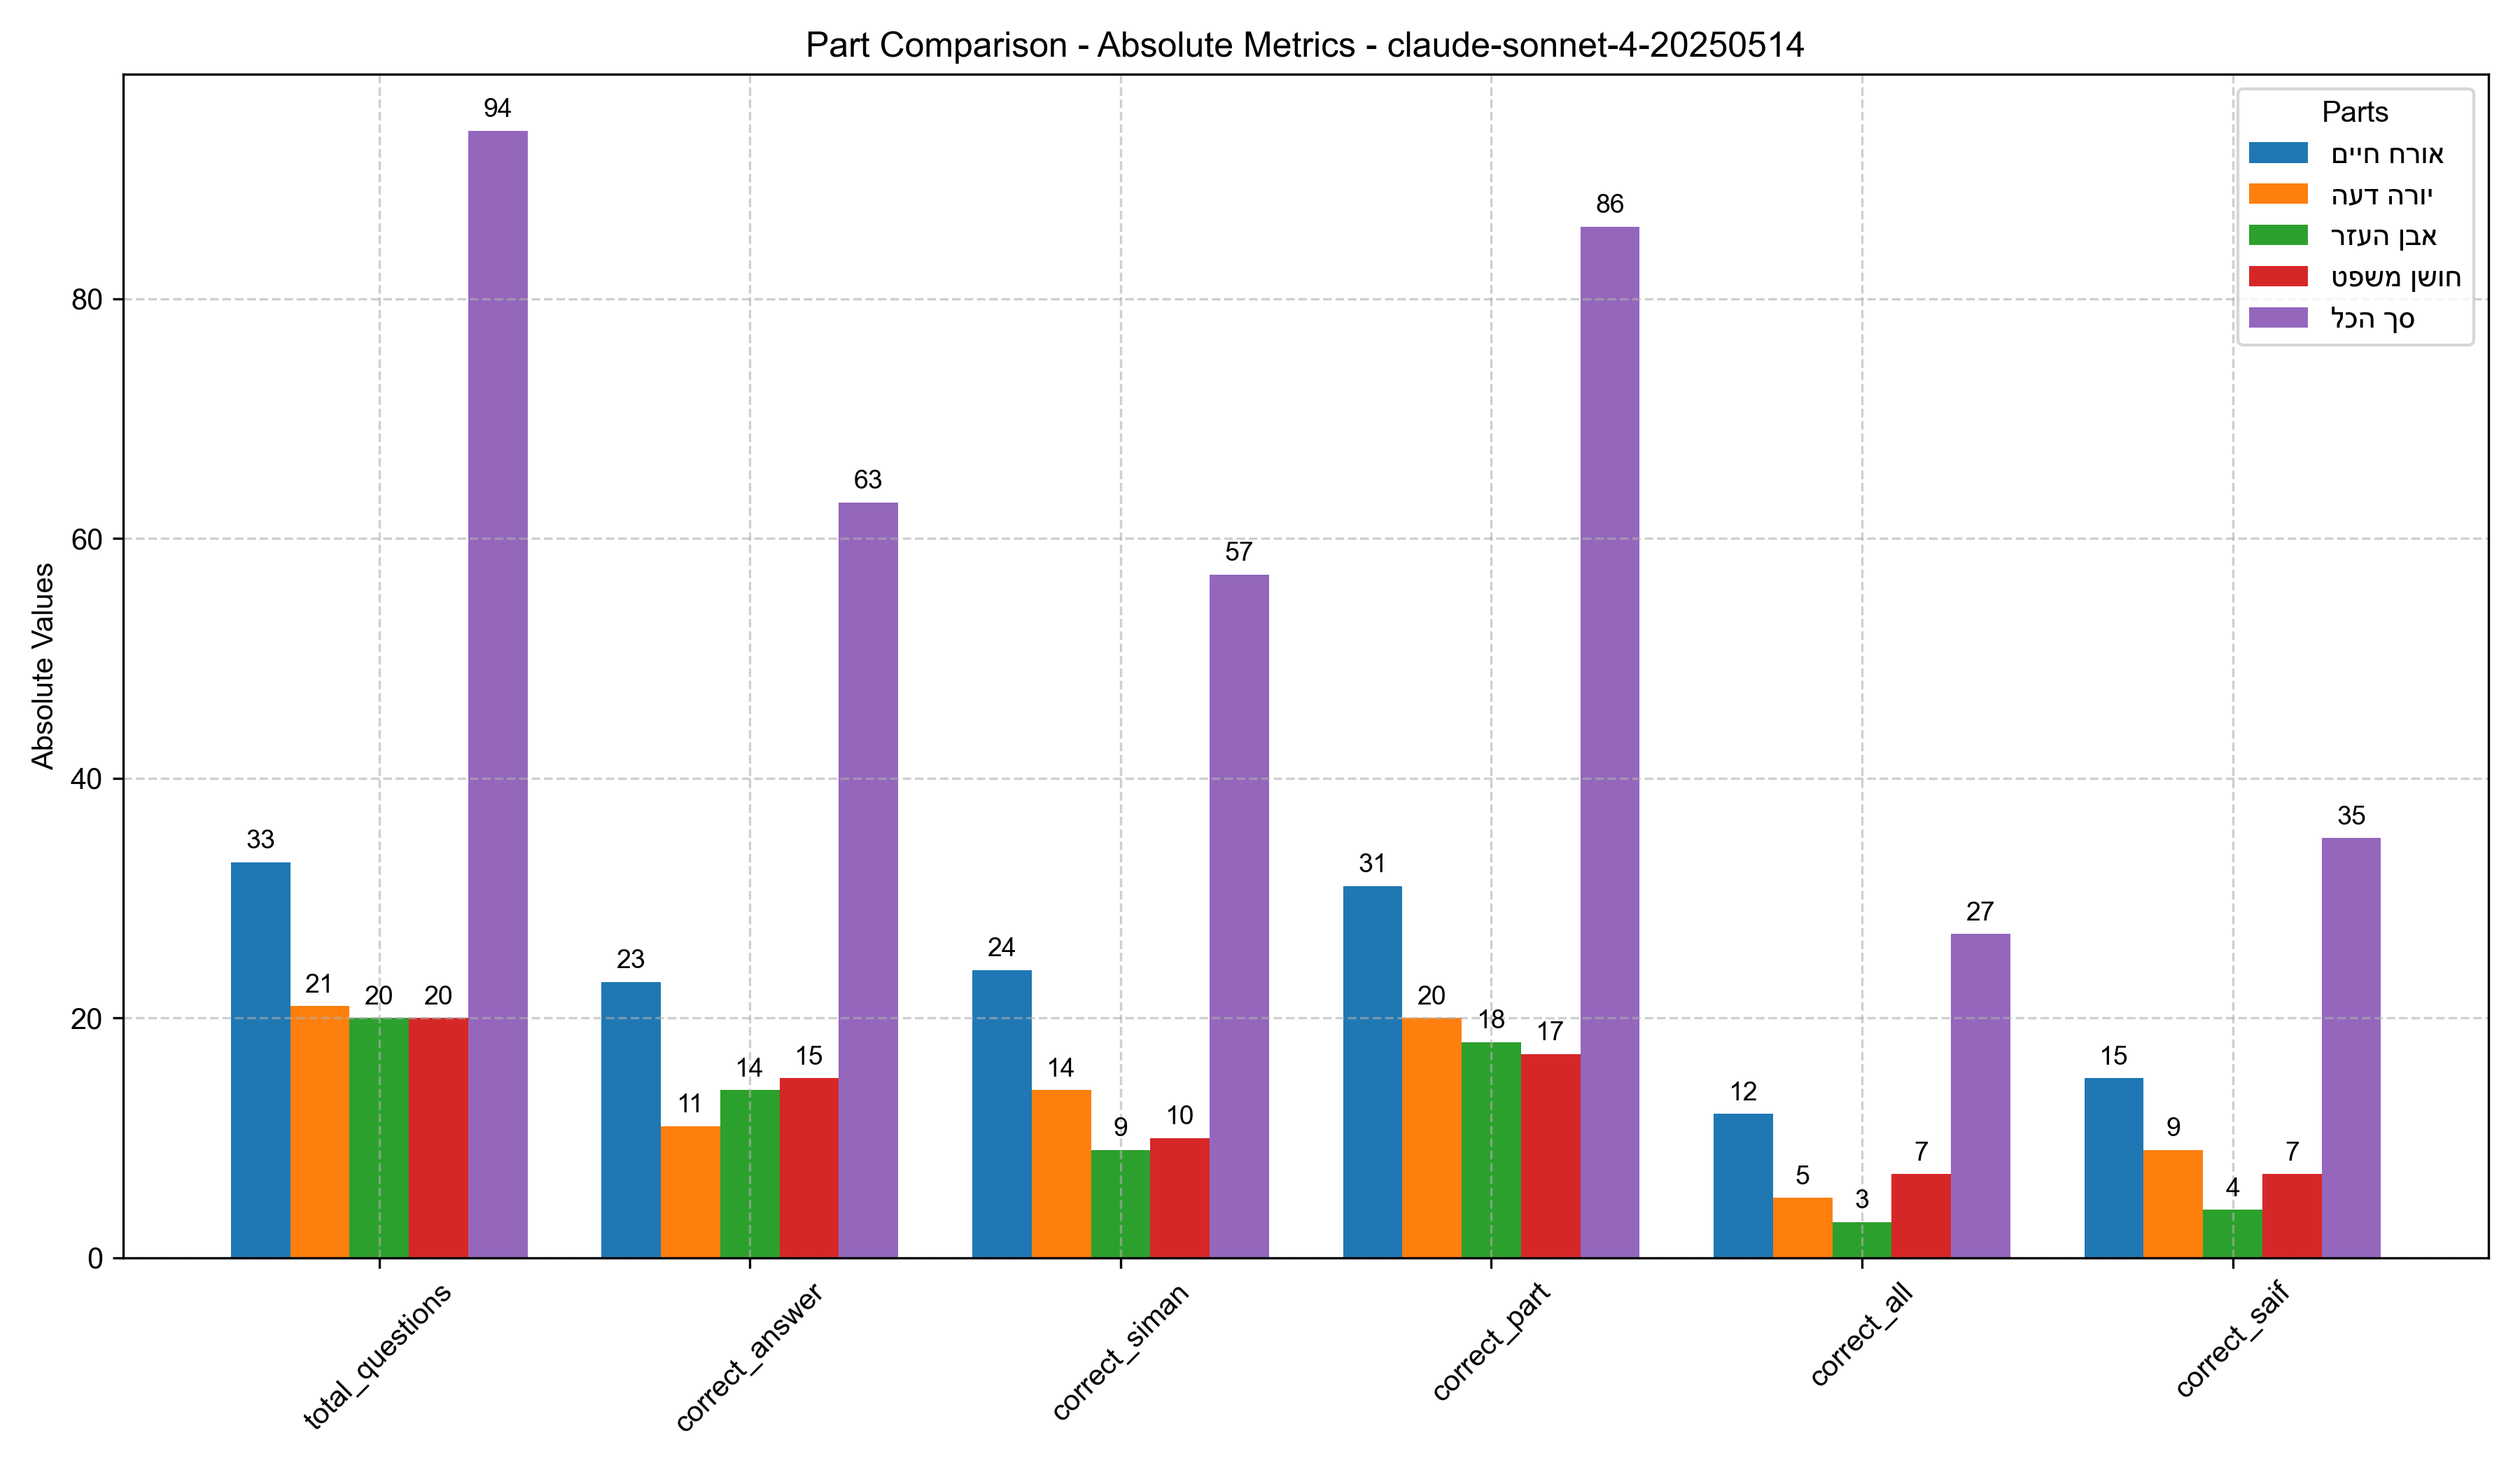 Part Comparison - Absolute Metrics - claude-sonnet-4-20250514
Absolute Values
80
60
40
20
0
33
21
20
20
94
23
11
14
15
63
24
14
9
10
57
31
20
18
17
86
12
5
3
7
27
15
9
4
7
35
total_questions
correct_answer
correct_siman
correct_part
correct_all
correct_saif
Parts
אורח חיים
יורה דעה
אבן העזר
חושן משפט
סך הכל